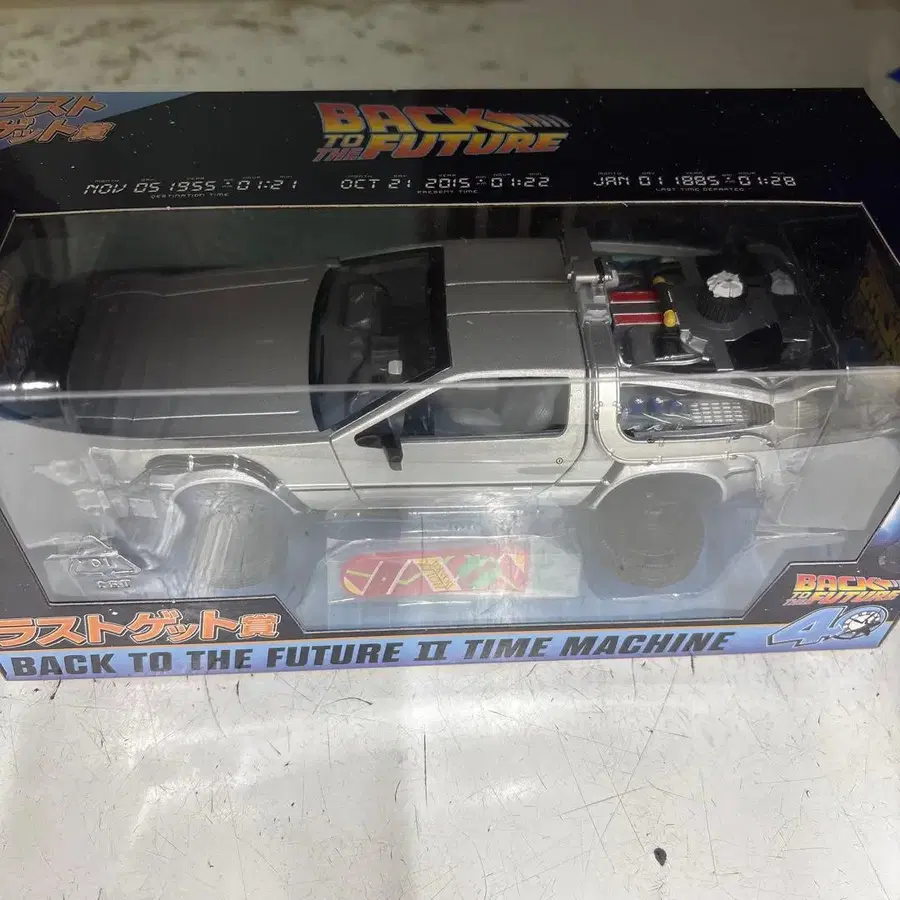 ラスト
ゲット賞
BACK
TO THE FUTURE
NOV 05 1955 01:21
DESTINATION TIME
OCT 21 2015 01:22
PRESENT TIME
JAN 01 1885 01:28
LAST TIME DEPARTED
01
BACK
TO THE FUTURE
40
ラストゲット賞
BACK TO THE FUTURE II TIME MACHINE